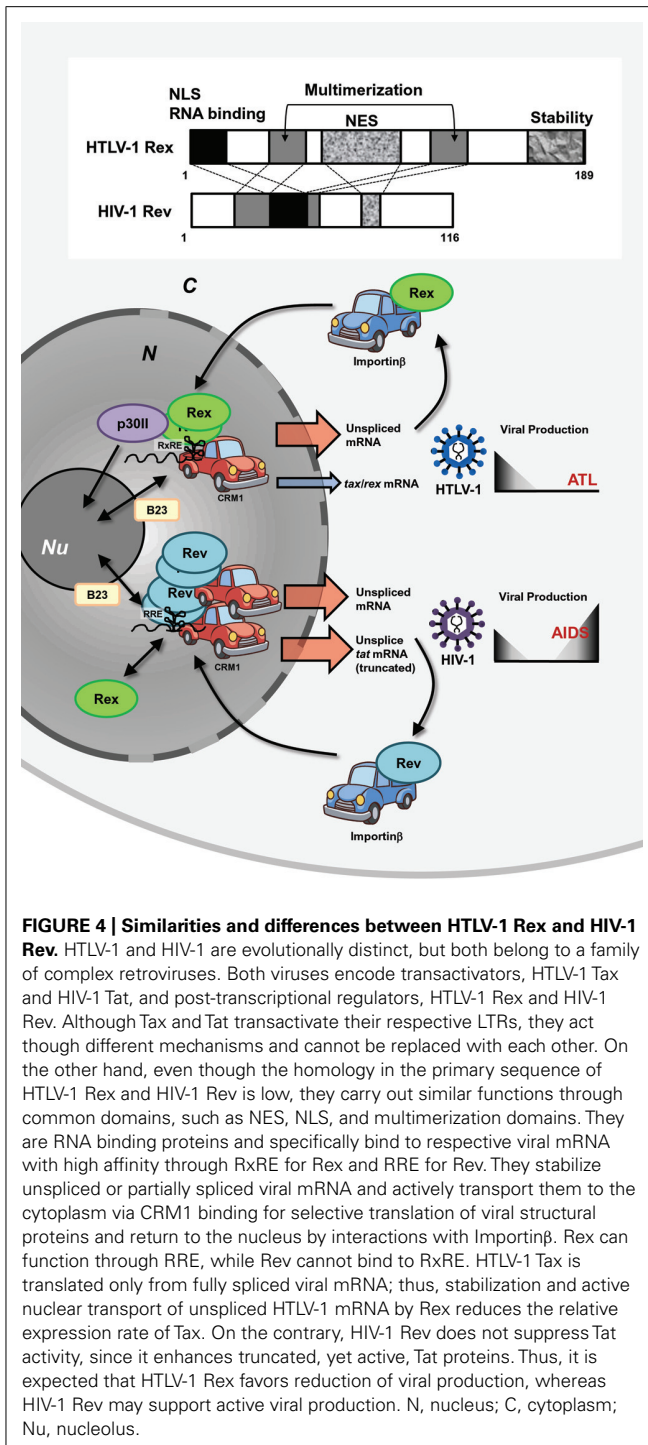 NLS
RNA binding
Multimerization
NES
Stability
HTLV-1 Rex
1
189
HIV-1 Rev
1
116
C
Rex
Importinβ
N
p30II
Rex
RxRE
CRM1
Unspliced
mRNA
tax/rex mRNA
HTLV-1
Viral Production
ATL
B23
Nu
B23
Rev
Rev
RRE
CRM1
Unspliced
mRNA
Unsplice
tat mRNA
(truncated)
HIV-1
Viral Production
AIDS
Rex
Rev
Importinβ
FIGURE 4 | Similarities and differences between HTLV-1 Rex and HIV-1
Rev. HTLV-1 and HIV-1 are evolutionally distinct, but both belong to a family
of complex retroviruses. Both viruses encode transactivators, HTLV-1 Tax
and HIV-1 Tat, and post-transcriptional regulators, HTLV-1 Rex and HIV-1
Rev. Although Tax and Tat transactivate their respective LTRs, they act
though different mechanisms and cannot be replaced with each other. On
the other hand, even though the homology in the primary sequence of
HTLV-1 Rex and HIV-1 Rev is low, they carry out similar functions through
common domains, such as NES, NLS, and multimerization domains. They
are RNA binding proteins and specifically bind to respective viral mRNA
with high affinity through RxRE for Rex and RRE for Rev. They stabilize
unspliced or partially spliced viral mRNA and actively transport them to the
cytoplasm via CRM1 binding for selective translation of viral structural
proteins and return to the nucleus by interactions with Importinβ. Rex can
function through RRE, while Rev cannot bind to RxRE. HTLV-1 Tax is
translated only from fully spliced viral mRNA; thus, stabilization and active
nuclear transport of unspliced HTLV-1 mRNA by Rex reduces the relative
expression rate of Tax. On the contrary, HIV-1 Rev does not suppress Tat
activity, since it enhances truncated, yet active, Tat proteins. Thus, it is
expected that HTLV-1 Rex favors reduction of viral production, whereas
HIV-1 Rev may support active viral production. N, nucleus; C, cytoplasm;
Nu, nucleolus.